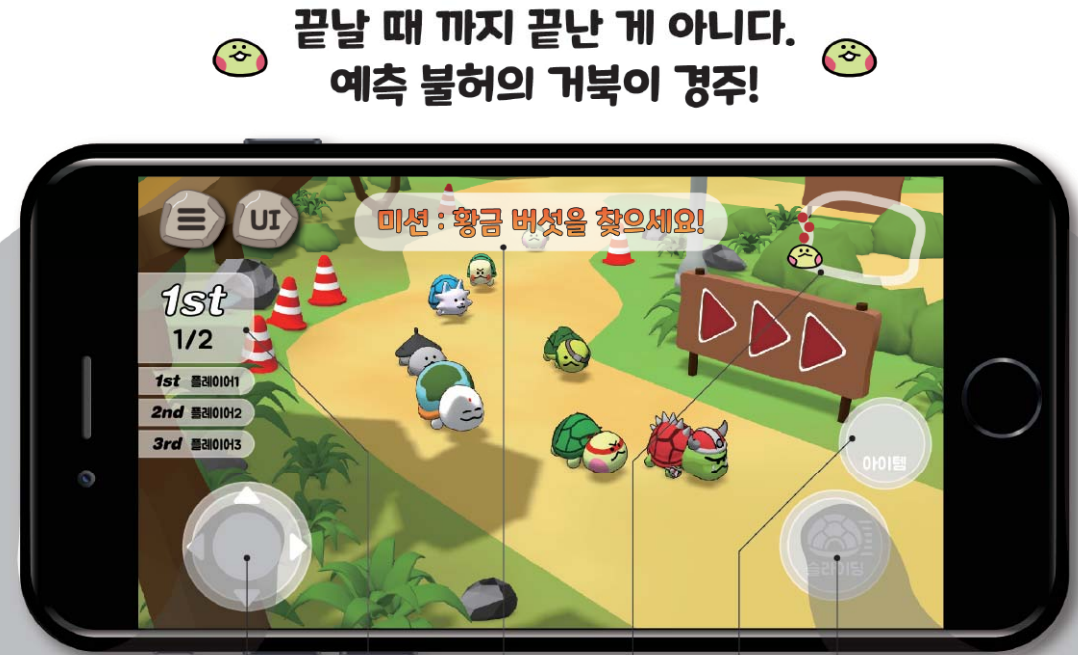 끝날 때 까지 끝난 게 아니다.
예측 불허의 거북이 경주!
UI
미션 : 황금 버섯을 찾으세요!
1st
1/2
1st 플레이어1
2nd 플레이어2
3rd 플레이어3
아이템
슬라이딩